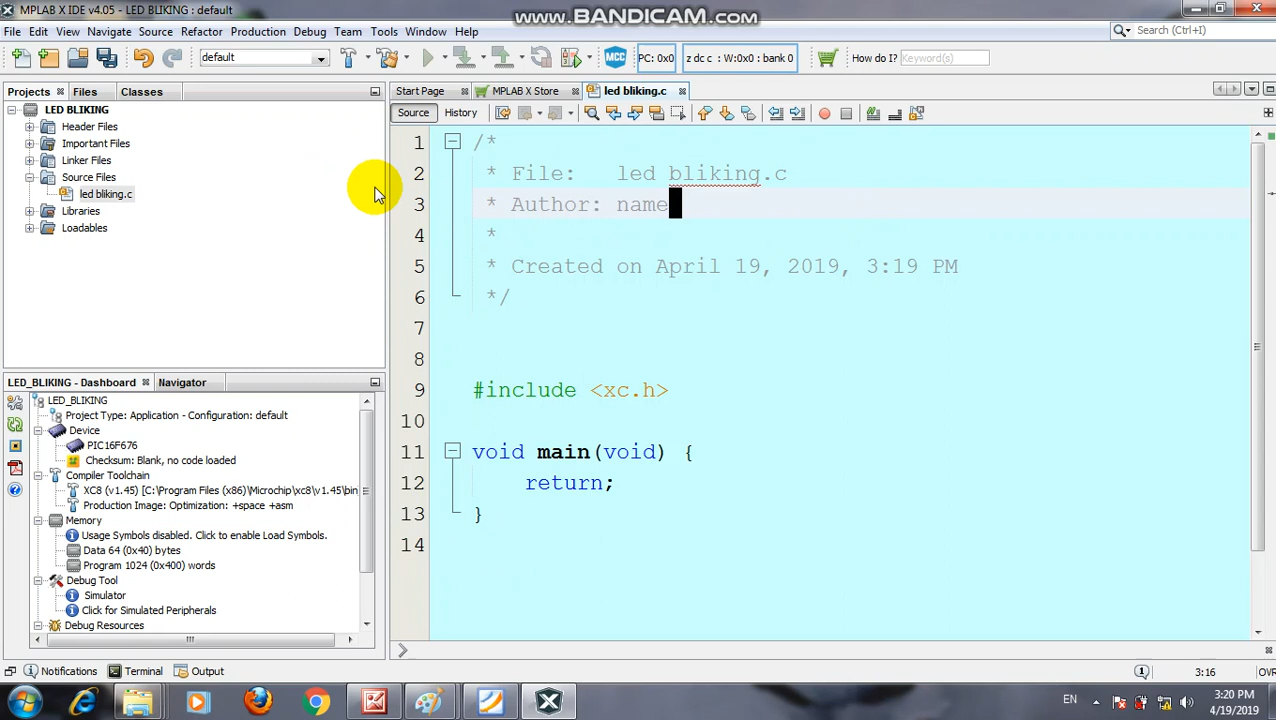 MPLAB X IDE v4.05 - LED BLIKING : default
www.BANDICAM.com
File Edit View Navigate Source Refactor Production Debug Team Tools Window Help
Search (Ctrl+I)
default
MCC
PC: 0x0
z dc c : W:0x0 : bank 0
How do I?
Keyword(s)
Projects
Files
Classes
LED BLIKING
Header Files
Important Files
Linker Files
Source Files
led bliking.c
Libraries
Loadables
LED_BLIKING - Dashboard
Navigator
LED_BLIKING
Project Type: Application - Configuration: default
Device
PIC16F676
Checksum: Blank, no code loaded
Compiler Toolchain
XC8 (v1.45) [C:\Program Files (x86)\Microchip\xc8\v1.45\bin
Production Image: Optimization: +space +asm
Memory
Usage Symbols disabled. Click to enable Load Symbols.
Data 64 (0x40) bytes
Program 1024 (0x400) words
Debug Tool
Simulator
Click for Simulated Peripherals
Debug Resources
Start Page
MPLAB X Store
led bliking.c
Source
History
1 /*
2 * File: led bliking.c
3 * Author: name
4 *
5 * Created on April 19, 2019, 3:19 PM
6 */
7
8
9 #include <xc.h>
10
11 void main(void) {
12 return;
13 }
14
Notifications
Terminal
Output
1
3:16
OVR
EN
3:20 PM
4/19/2019